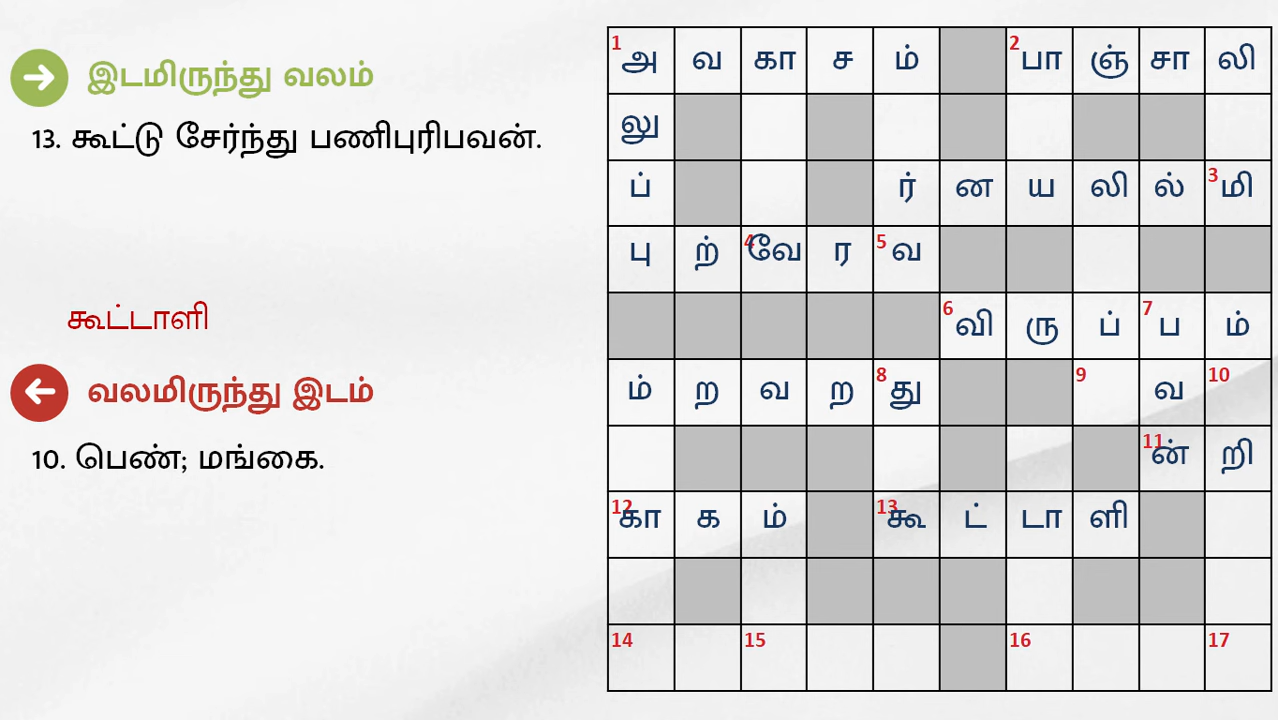 இடமிருந்து வலம்
13. கூட்டு சேர்ந்து பணிபுரிபவன்.
கூட்டாளி
வலமிருந்து இடம்
10. பெண்; மங்கை.
1 அ வ கா ச ம் 2 பா ஞ் சா லி
லு
ப் ர் ன ய லி ல் 3 மி
பு ற் 4 வே ர 5 வ
6 வி ரு ப் 7 ப ம்
ம் ற வ ற 8 து 9 வ 10
11 ன் றி
12 கா க ம் 13 கூ ட் டா ளி
14 15 16 17